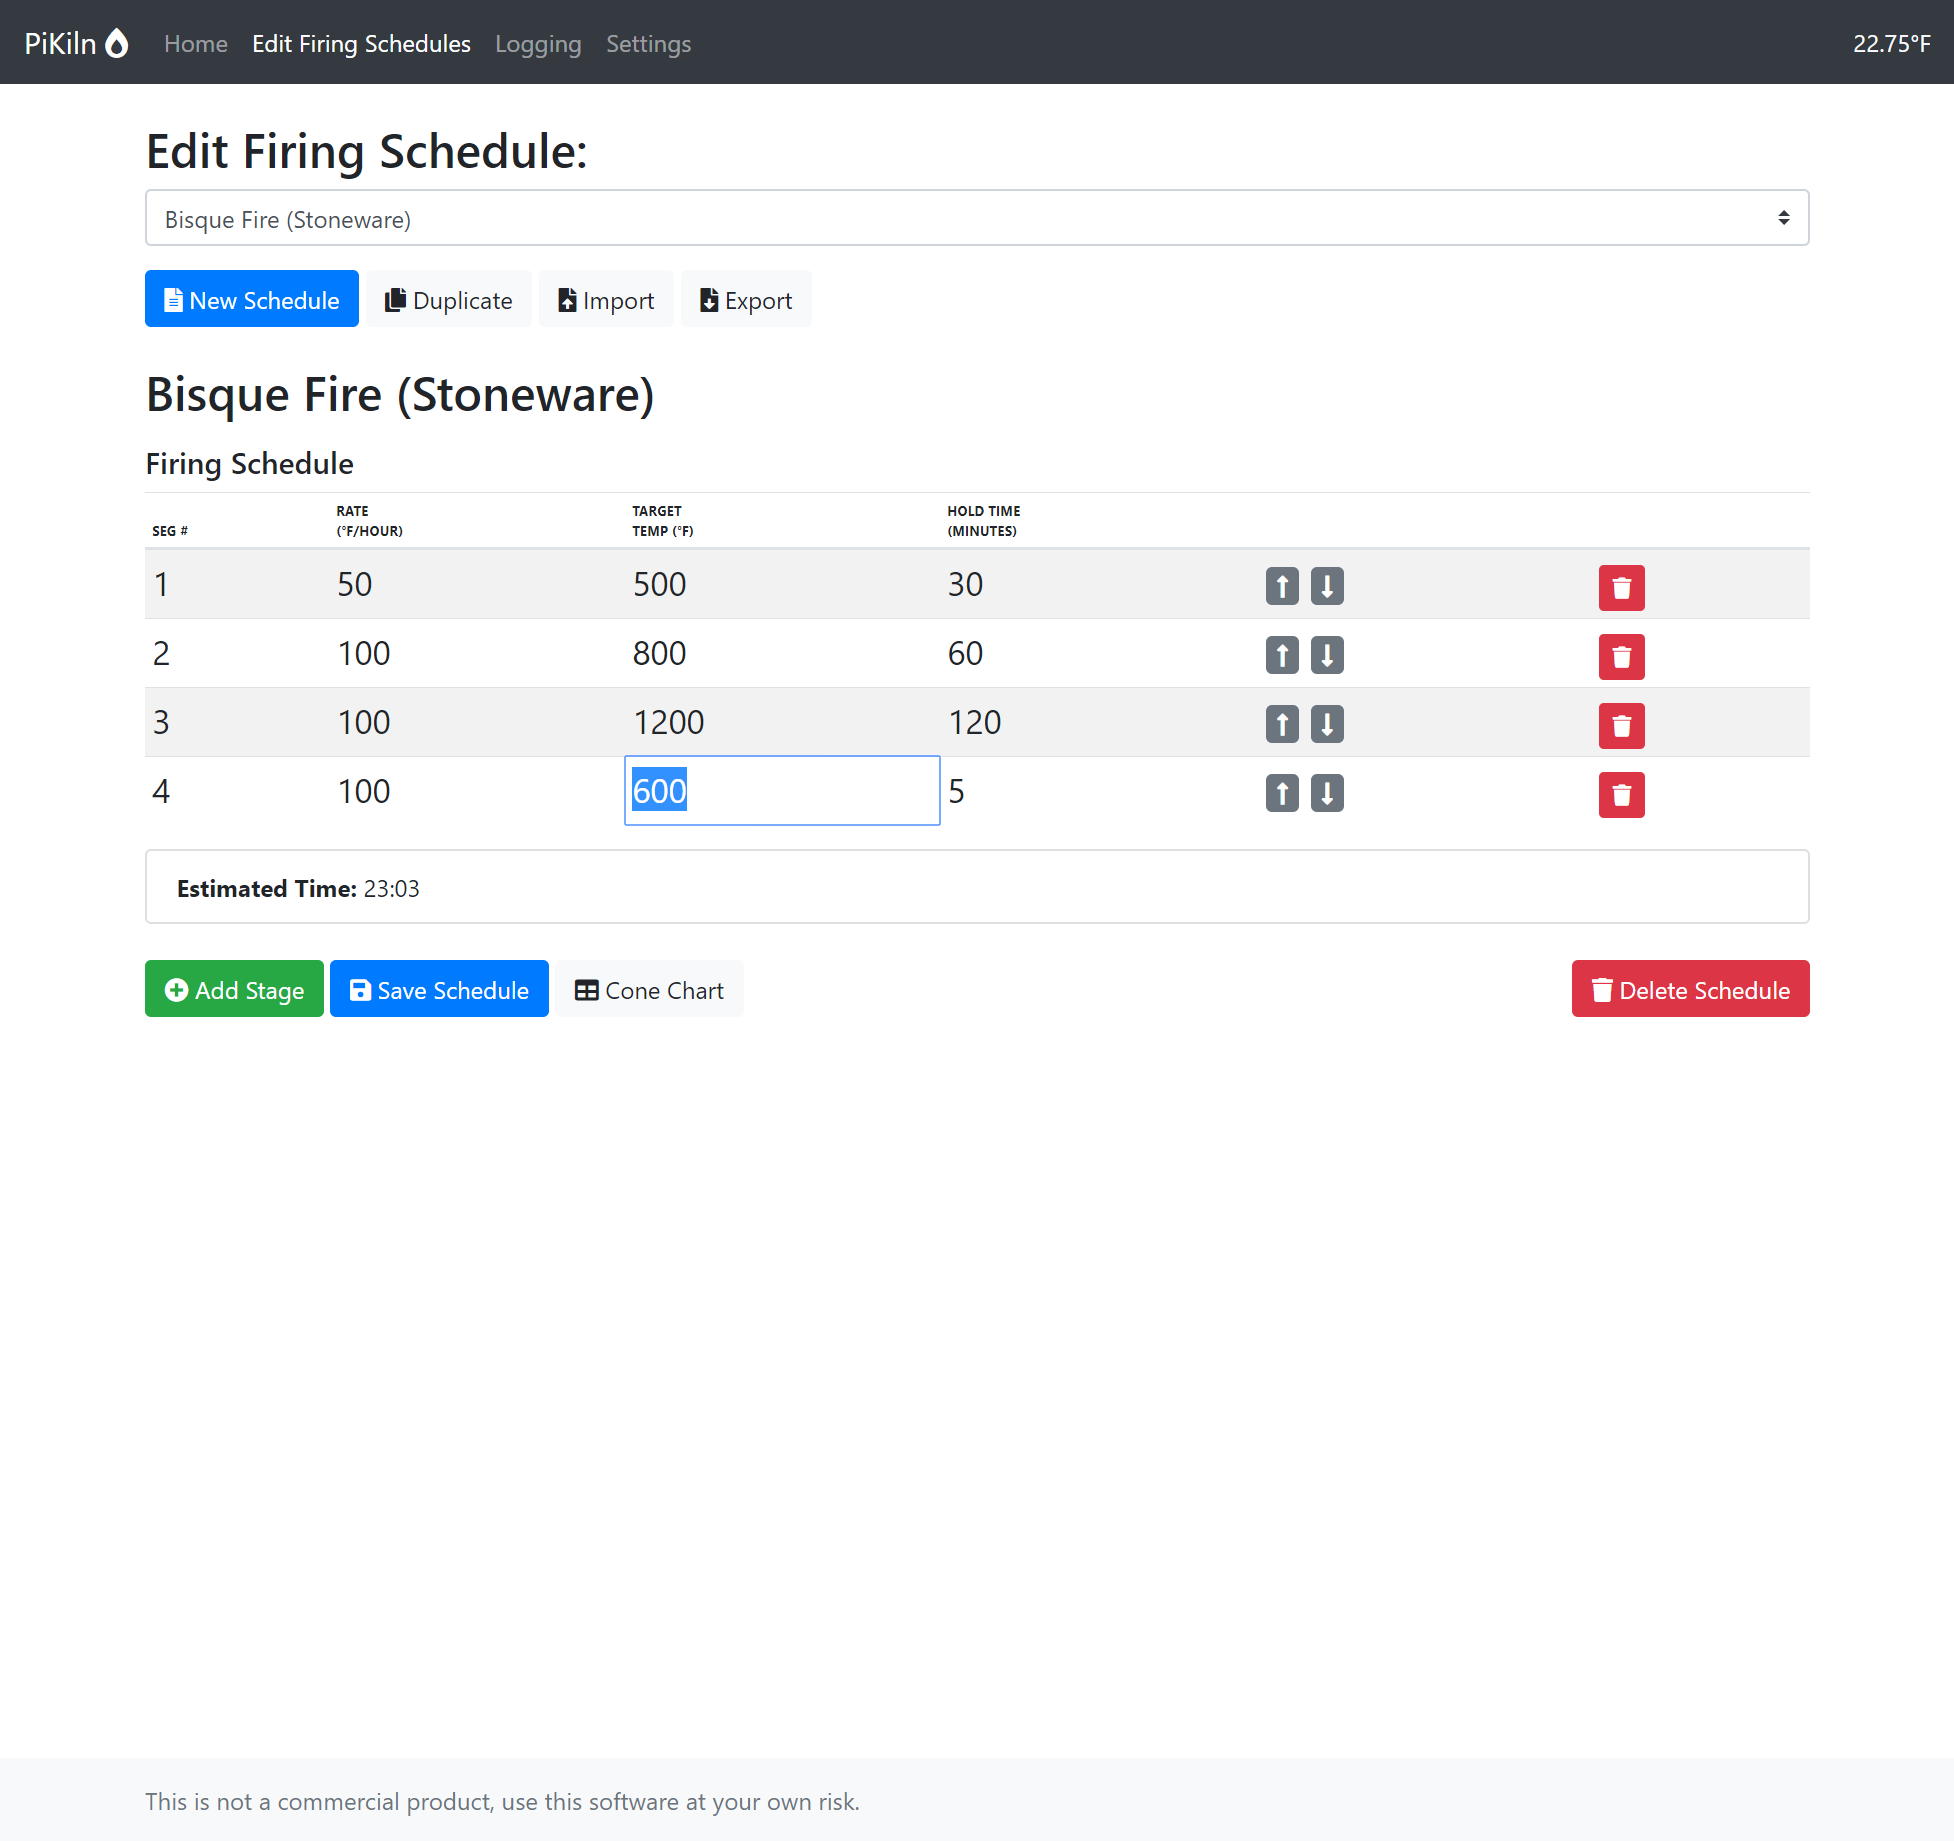 PiKiln Home Edit Firing Schedules Logging Settings 22.75°F
Edit Firing Schedule:
Bisque Fire (Stoneware)
New Schedule Duplicate Import Export
Bisque Fire (Stoneware)
Firing Schedule
SEG # RATE (°F/HOUR) TARGET TEMP (°F) HOLD TIME (MINUTES)
1 50 500 30
2 100 800 60
3 100 1200 120
4 100 600 5
Estimated Time: 23:03
Add Stage Save Schedule Cone Chart Delete Schedule
This is not a commercial product, use this software at your own risk.